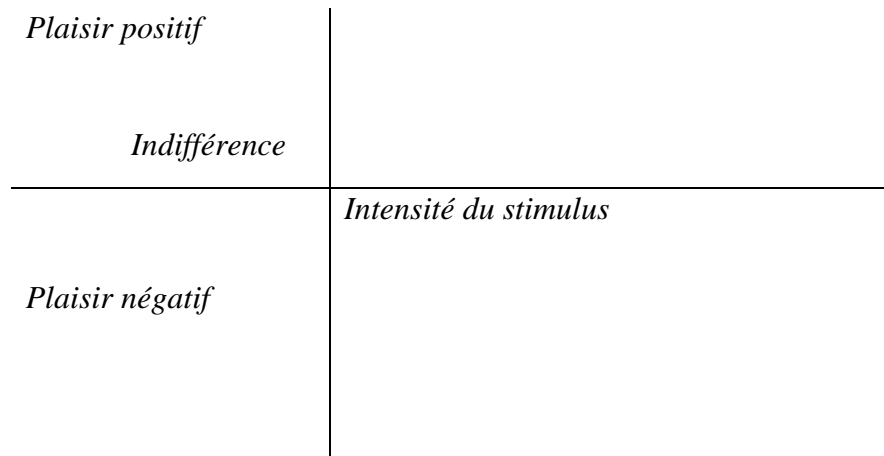 Plaisir positif
Indifférence
Intensité du stimulus
Plaisir négatif